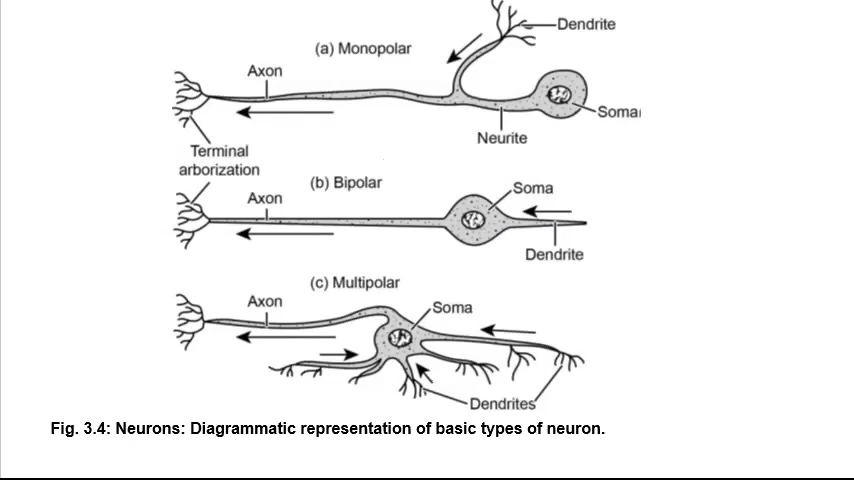 Dendrite
(a) Monopolar
Axon
Soma
Neurite
Terminal
arborization
(b) Bipolar
Axon
Soma
Dendrite
(c) Multipolar
Axon
Soma
Dendrites
Fig. 3.4: Neurons: Diagrammatic representation of basic types of neuron.